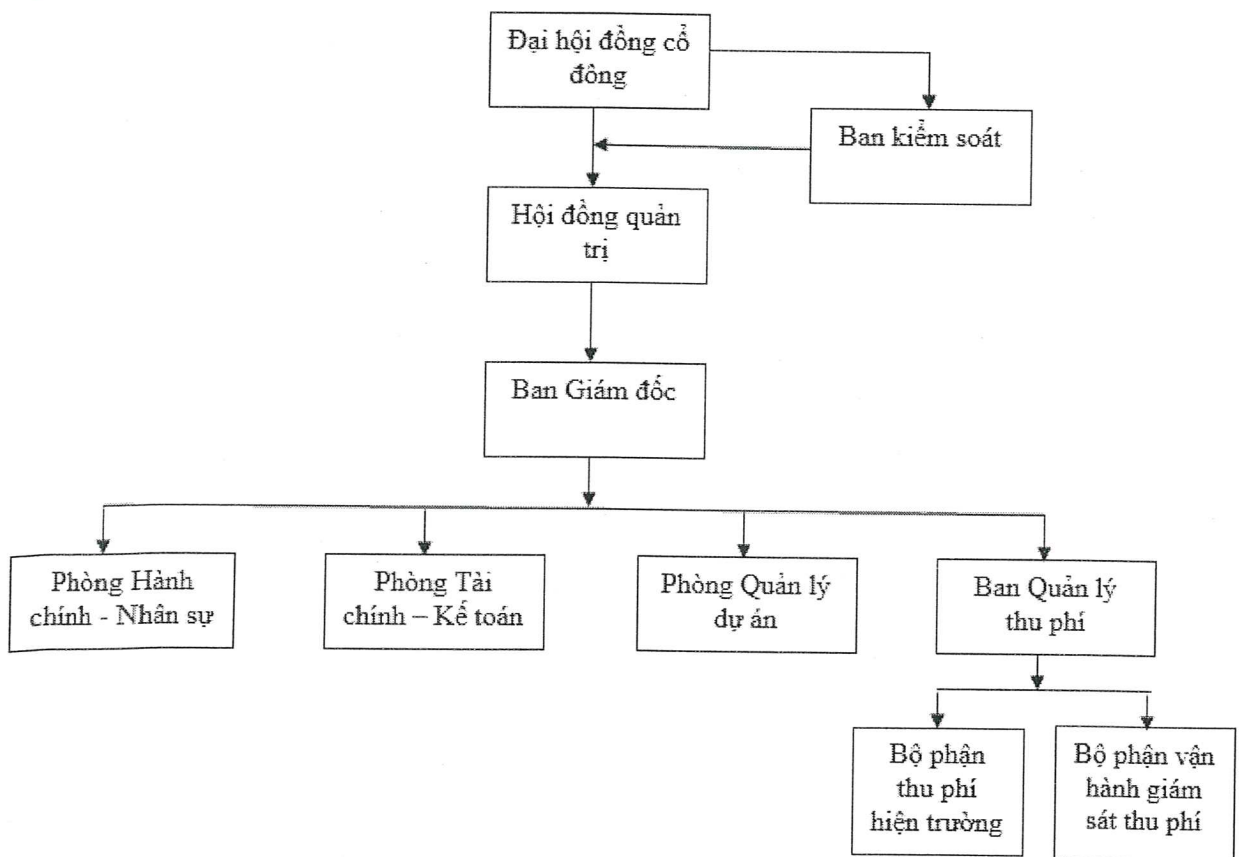 Đại hội đồng cổ
đông
Ban kiểm soát
Hội đồng quản
trị
Ban Giám đốc
Phòng Hành
chính - Nhân sự
Phòng Tài
chính – Kế toán
Phòng Quản lý
dự án
Ban Quản lý
thu phí
Bộ phận
thu phí
hiện trường
Bộ phận vận
hành giám
sát thu phí